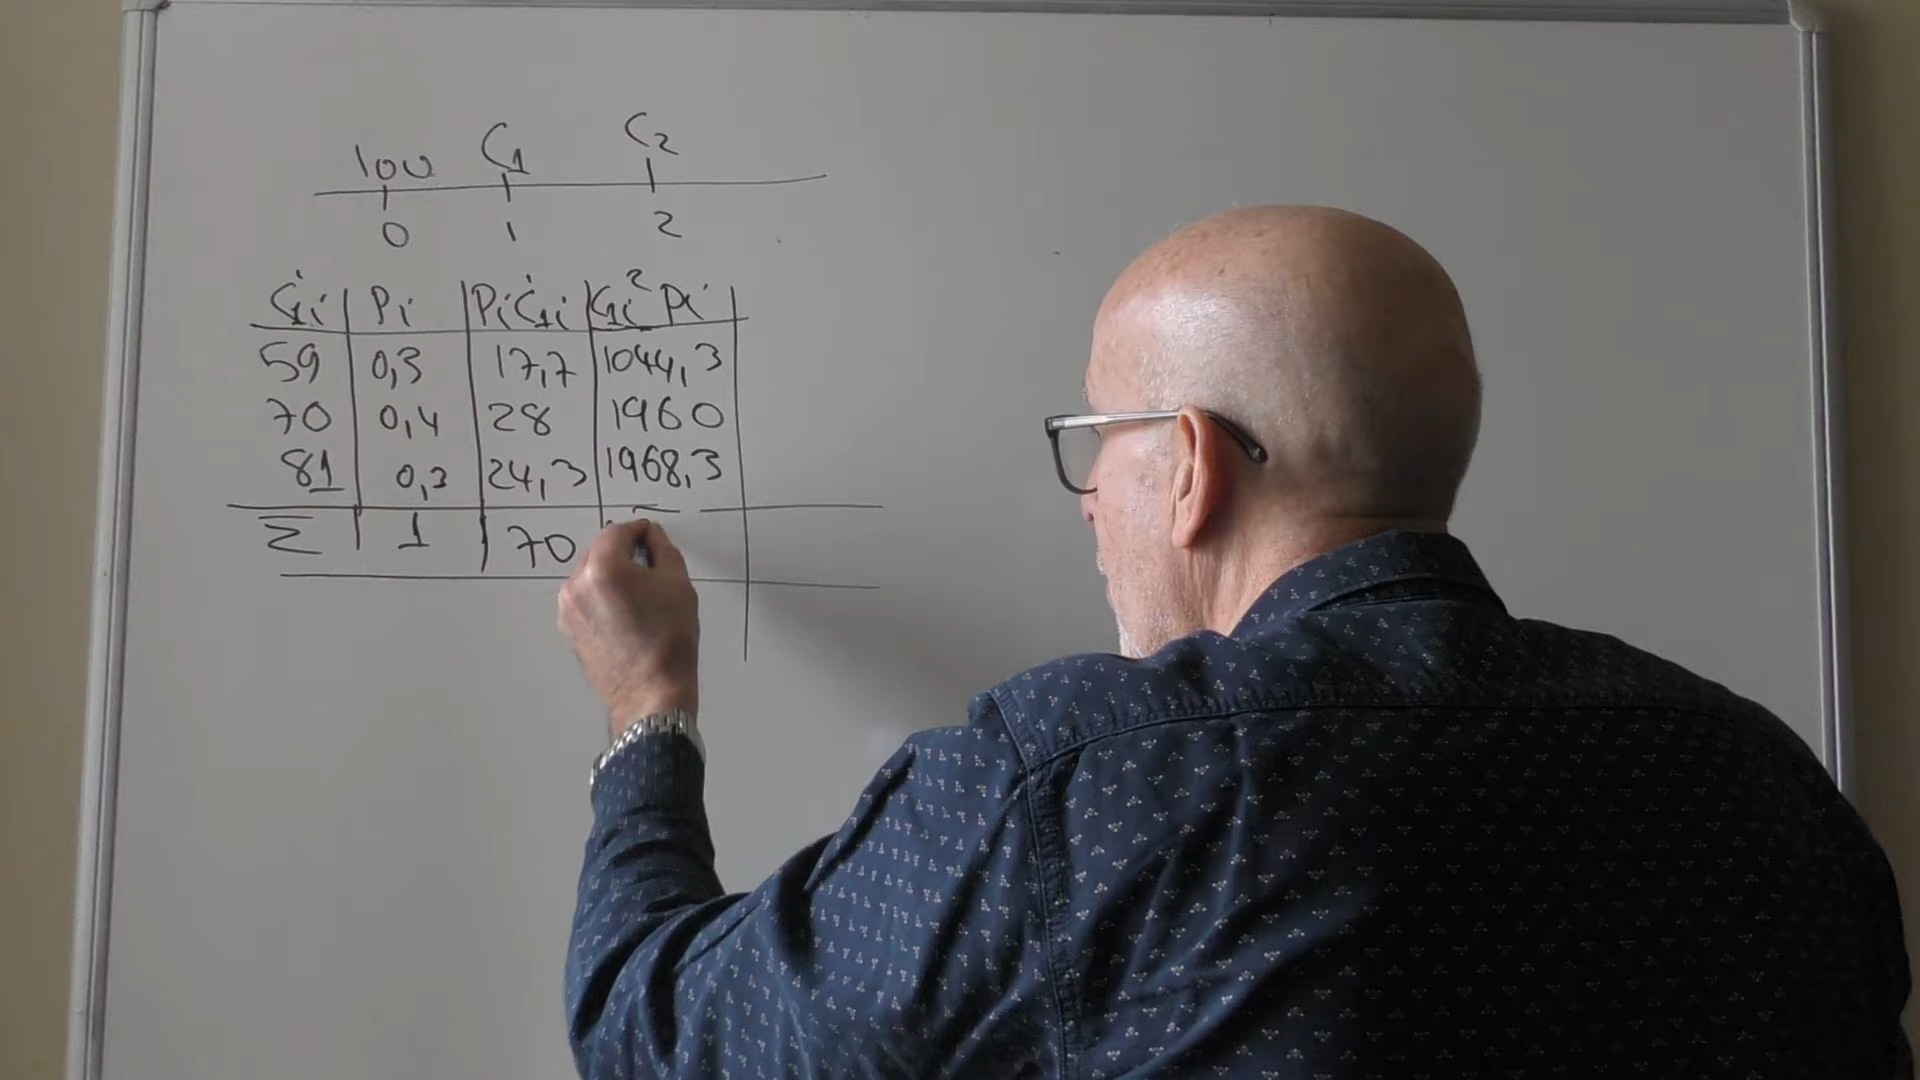 100 C₁ C₂
0 1 2
C₁i | Pi | PiC₁i | C₁i² pi
59 | 0,3 | 17,7 | 1044,3
70 | 0,4 | 28 | 1960
81 | 0,3 | 24,3 | 1968,3
Σ | 1 | 70